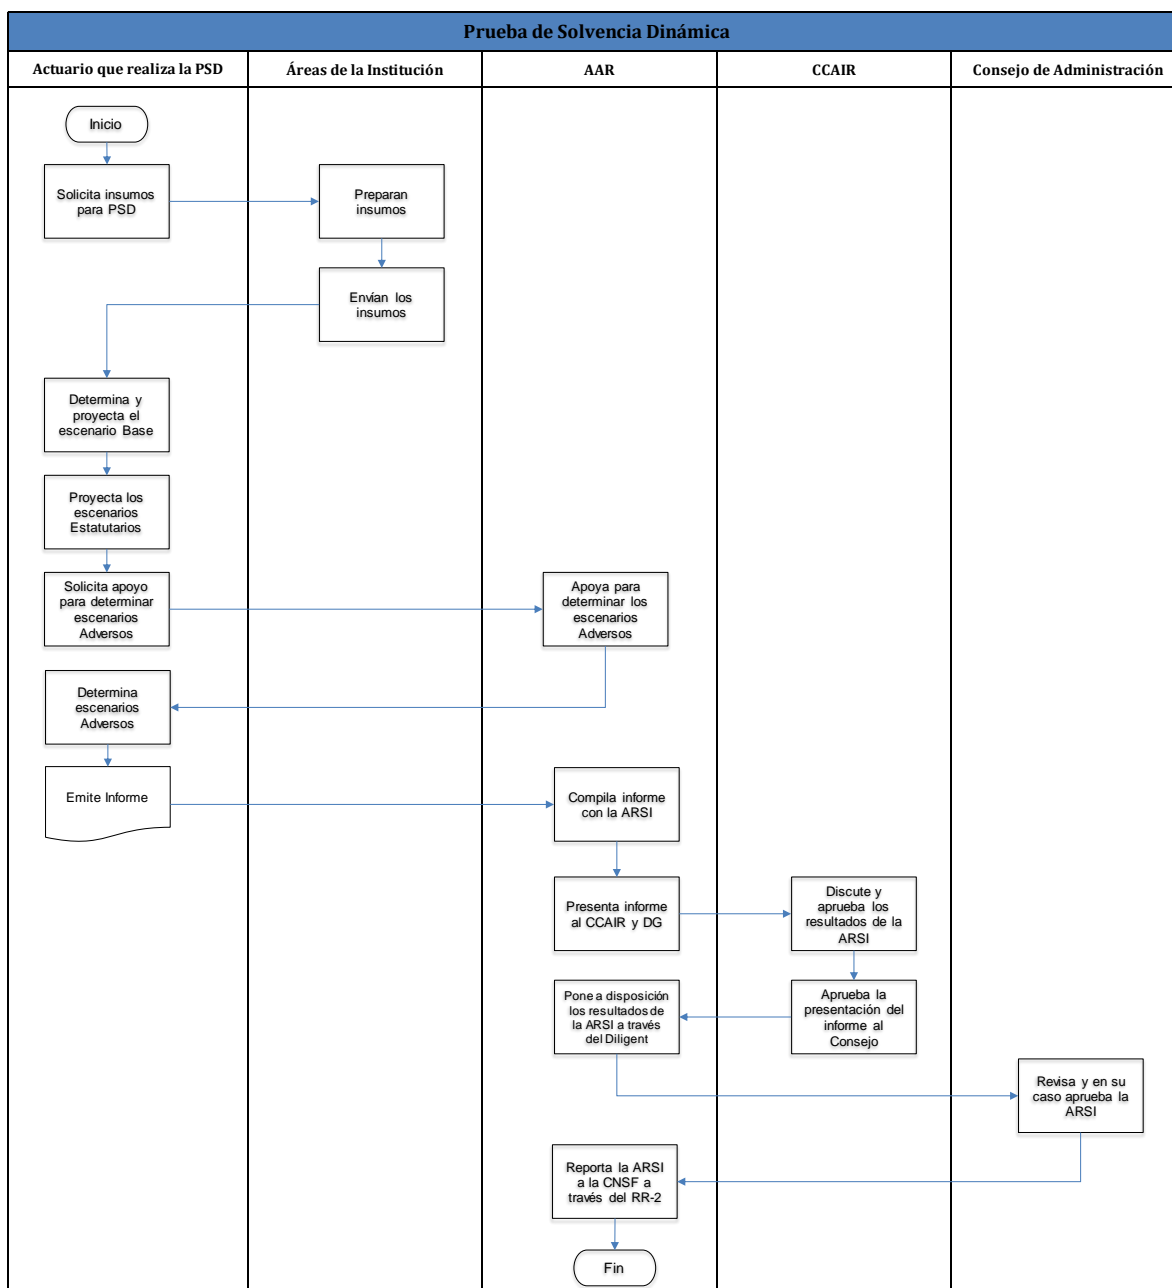 Prueba de Solvencia Dinámica
Actuario que realiza la PSD
Áreas de la Institución
AAR
CCAIR
Consejo de Administración
Inicio
Solicita insumos
para PSD
Preparan
insumos
Envían los
insumos
Determina y
proyecta el
escenario Base
Proyecta los
escenarios
Estatutarios
Solicita apoyo
para determinar
escenarios
Adversos
Apoya para
determinar los
escenarios
Adversos
Determina
escenarios
Adversos
Emite Informe
Compila informe
con la ARSI
Presenta informe
al CCAIR y DG
Discute y
aprueba los
resultados de la
ARSI
Aprueba la
presentación del
informe al
Consejo
Pone a disposición
los resultados de
la ARSI a través
del Diligent
Revisa y en su
caso aprueba la
ARSI
Reporta la ARSI
a la CNSF a
través del RR-2
Fin